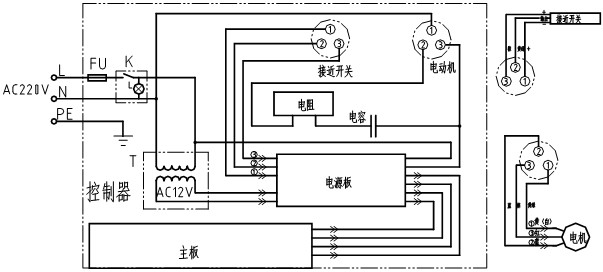 L
FU
K
AC220V
N
PE
T
AC12V
控制器
① 
② ③
接近开关
①
② ③
电动机
电阻
电容
③
②
①
电源板
主板
接近开关
②
③ ①
②
③ ①
电机